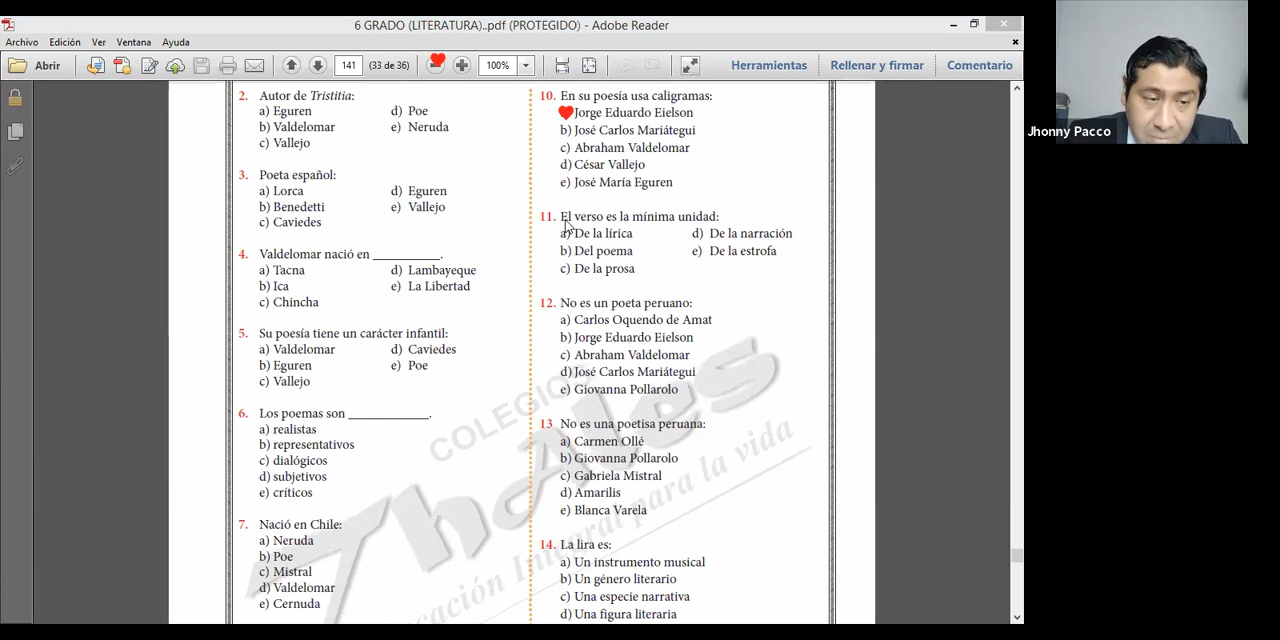 6 GRADO (LITERATURA)..pdf (PROTEGIDO) - Adobe Reader
Archivo Edición Ver Ventana Ayuda
Abrir 141 (33 de 36) 100% Herramientas Rellenar y firmar Comentario
2. Autor de Tristitia:
a) Eguren d) Poe
b) Valdelomar e) Neruda
c) Vallejo
3. Poeta español:
a) Lorca d) Eguren
b) Benedetti e) Vallejo
c) Caviedes
4. Valdelomar nació en __________.
a) Tacna d) Lambayeque
b) Ica e) La Libertad
c) Chincha
5. Su poesía tiene un carácter infantil:
a) Valdelomar d) Caviedes
b) Eguren e) Poe
c) Vallejo
6. Los poemas son ____________.
a) realistas
b) representativos
c) dialógicos
d) subjetivos
e) críticos
7. Nació en Chile:
a) Neruda
b) Poe
c) Mistral
d) Valdelomar
e) Cernuda
10. En su poesía usa caligramas:
Jorge Eduardo Eielson
b) José Carlos Mariátegui
c) Abraham Valdelomar
d) César Vallejo
e) José María Eguren
11. El verso es la mínima unidad:
a) De la lírica d) De la narración
b) Del poema e) De la estrofa
c) De la prosa
12. No es un poeta peruano:
a) Carlos Oquendo de Amat
b) Jorge Eduardo Eielson
c) Abraham Valdelomar
d) José Carlos Mariátegui
e) Giovanna Pollarolo
13 No es una poetisa peruana:
a) Carmen Ollé
b) Giovanna Pollarolo
c) Gabriela Mistral
d) Amarilis
e) Blanca Varela
14. La lira es:
a) Un instrumento musical
b) Un género literario
c) Una especie narrativa
d) Una figura literaria
COLEGIOS
Thales
cación Integral para la vida
Jhonny Pacco